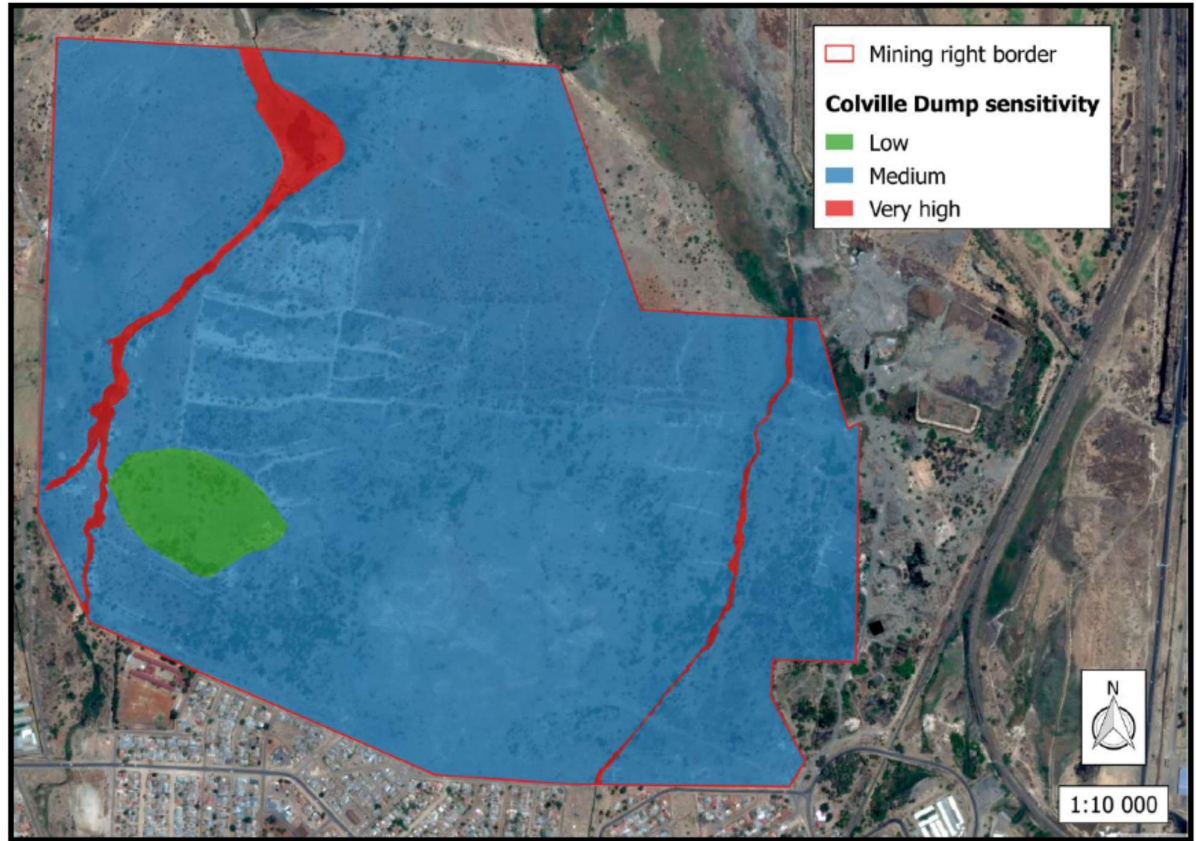 Mining right border
Colville Dump sensitivity
Low
Medium
Very high
N
1:10 000